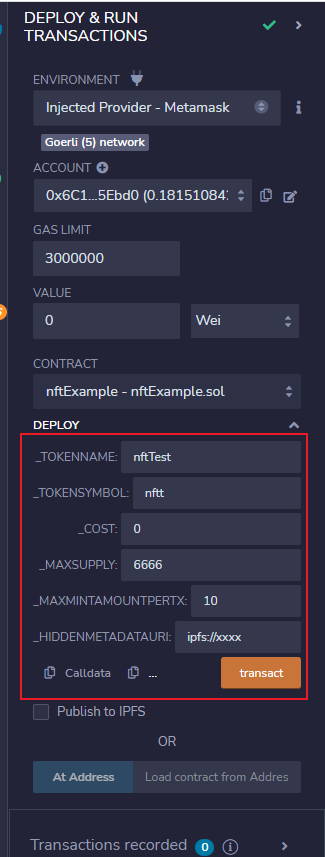 DEPLOY & RUN
TRANSACTIONS
ENVIRONMENT
Injected Provider - Metamask
Goerli (5) network
ACCOUNT
0x6C1...5Ebd0 (0.18151084
GAS LIMIT
3000000
VALUE
0 Wei
CONTRACT
nftExample - nftExample.sol
DEPLOY
_TOKENNAME: nftTest
_TOKENSYMBOL: nftt
_COST: 0
_MAXSUPPLY: 6666
_MAXMINTAMOUNTPERTX: 10
_HIDDENMETADATAURI: ipfs://xxxx
Calldata ... transact
Publish to IPFS
OR
At Address Load contract from Addres
Transactions recorded 0